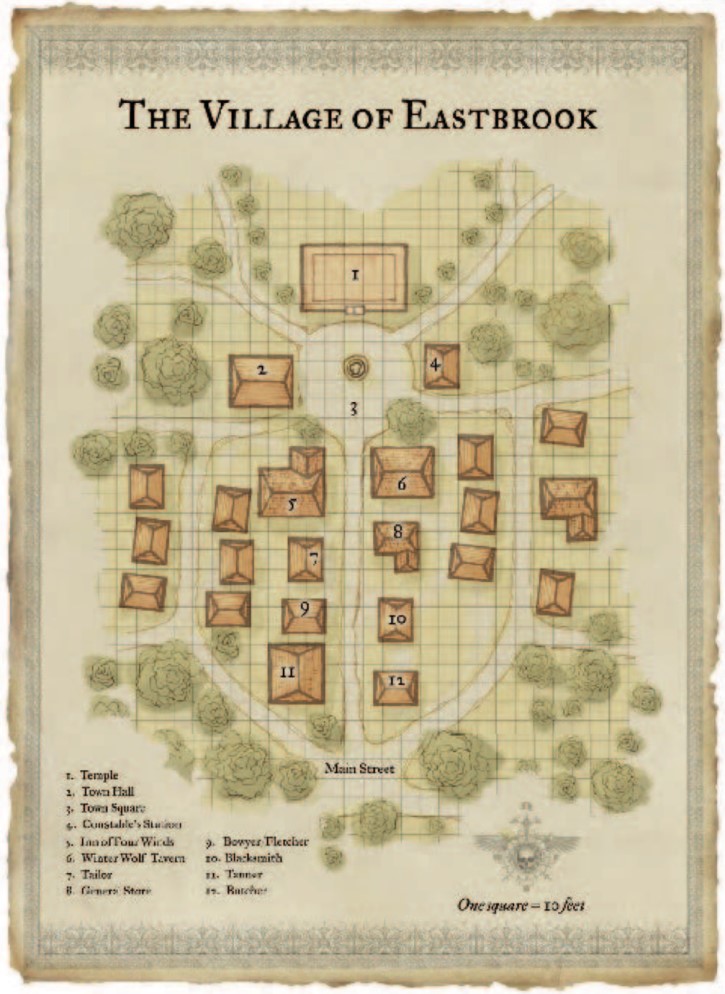 THE VILLAGE OF EASTBROOK
1
2
4
3
6
5
8
7
9
10
11
12
Main Street
1. Temple
2. Town Hall
3. Town Square
4. Constable's Station
5. Inn of Four Winds
6. Winter Wolf Tavern
7. Tailor
8. General Store
9. Bowyer/Fletcher
10. Blacksmith
11. Tanner
12. Butcher
One square = 10 feet